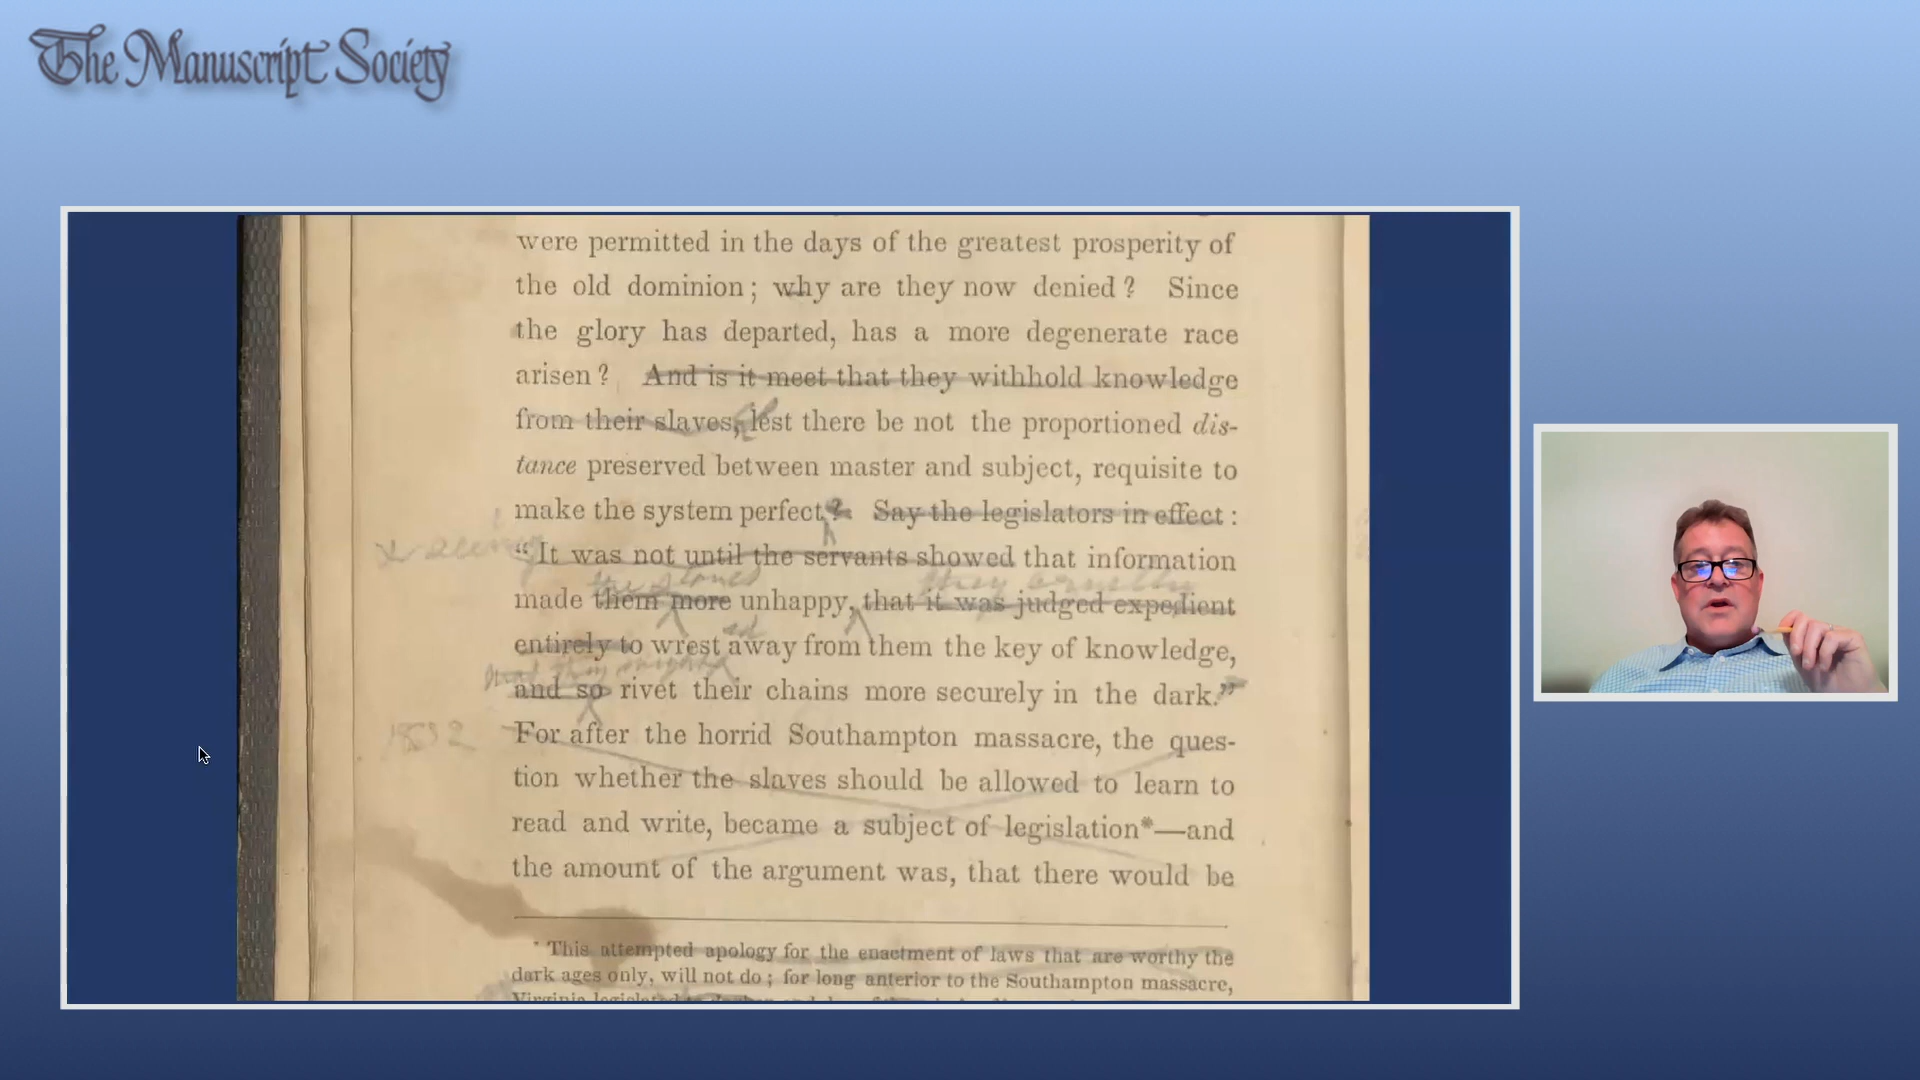 The Manuscript Society
were permitted in the days of the greatest prosperity of
the old dominion; why are they now denied? Since
the glory has departed, has a more degenerate race
arisen? And is it meet that they withhold knowledge
from their slaves, lest there be not the proportioned dis-
tance preserved between master and subject, requisite to
make the system perfect? Say the legislators in effect:
"It was not until the servants showed that information
the slaves they cruelly
made them more unhappy, that it was judged expedient
ed
entirely to wrest away from them the key of knowledge,
that they might
and so rivet their chains more securely in the dark."
1832
For after the horrid Southampton massacre, the ques-
tion whether the slaves should be allowed to learn to
read and write, became a subject of legislation*—and
the amount of the argument was, that there would be
* This attempted apology for the enactment of laws that are worthy the
dark ages only, will not do; for long anterior to the Southampton massacre,